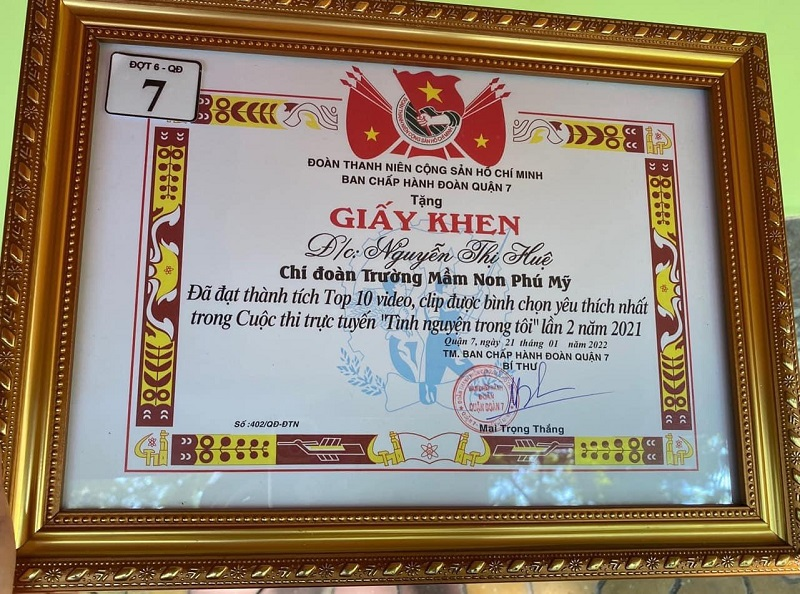 ĐỢT 6 - QĐ
7
ĐOÀN THANH NIÊN CỘNG SẢN HỒ CHÍ MINH
BAN CHẤP HÀNH ĐOÀN QUẬN 7
Tặng
GIẤY KHEN
Đ/c: Nguyễn Thị Huệ
Chi đoàn Trường Mầm Non Phú Mỹ
Đã đạt thành tích Top 10 video, clip được bình chọn yêu thích nhất
trong Cuộc thi trực tuyến "Tình nguyện trong tôi" lần 2 năm 2021
Quận 7, ngày 21 tháng 01 năm 2022
TM. BAN CHẤP HÀNH ĐOÀN QUẬN 7
BÍ THƯ
QUẬN ĐOÀN 7
Số :402/QĐ-ĐTN
Mai Trọng Thắng